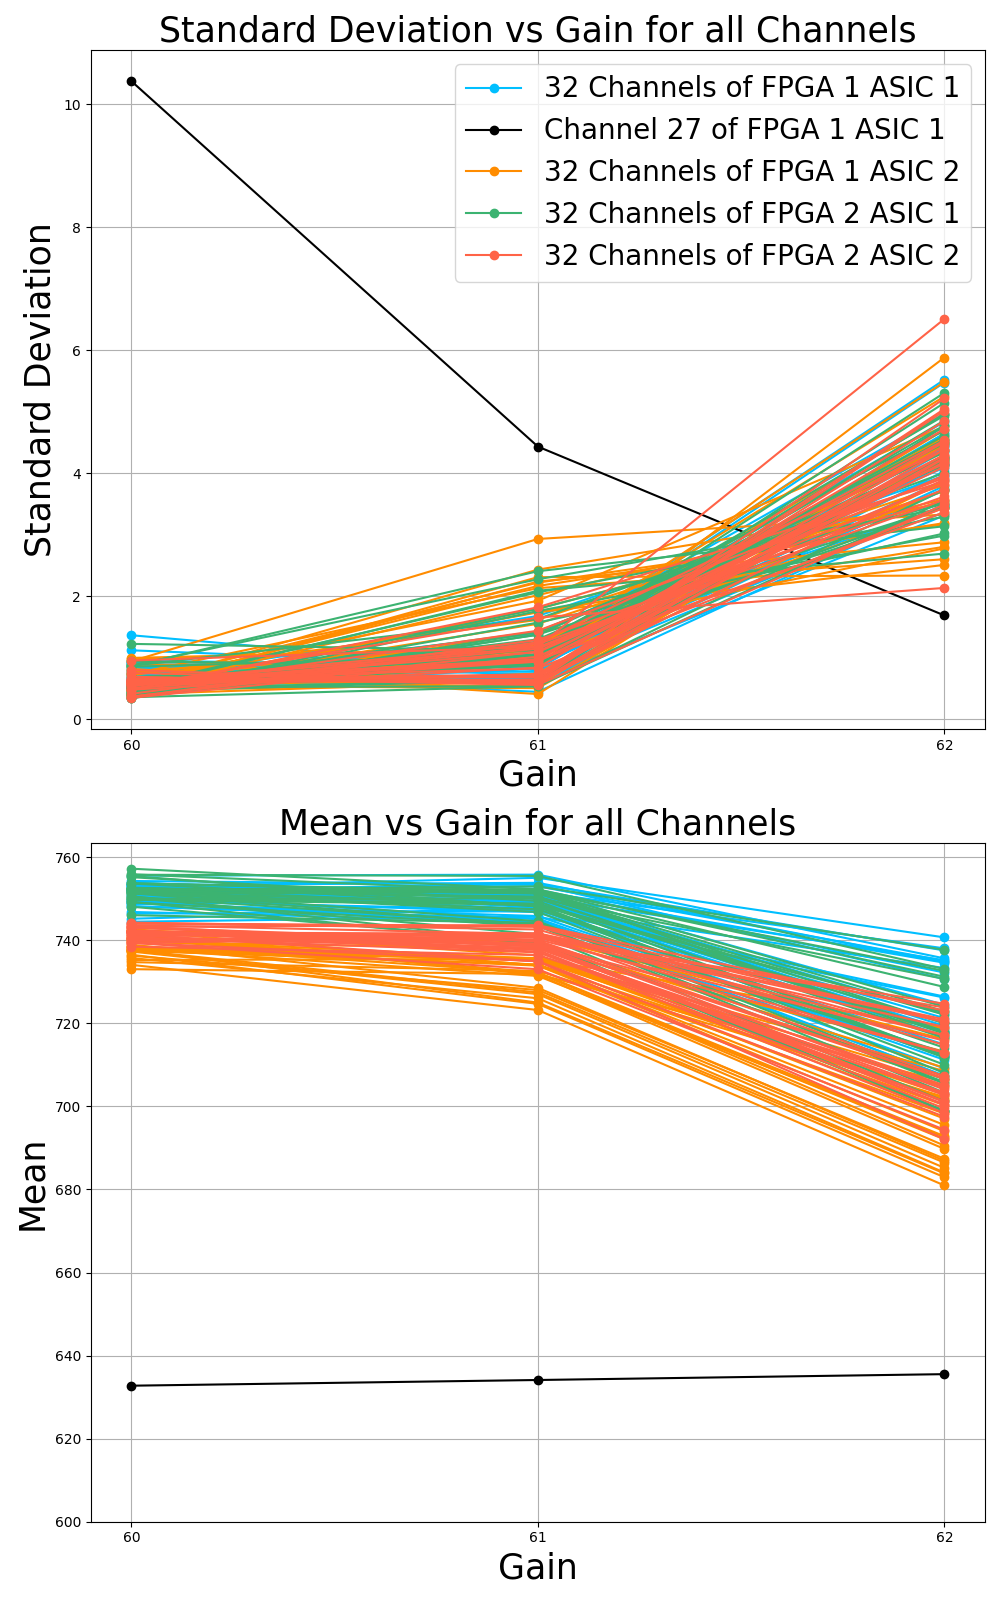 Standard Deviation vs Gain for all Channels
32 Channels of FPGA 1 ASIC 1
Channel 27 of FPGA 1 ASIC 1
32 Channels of FPGA 1 ASIC 2
32 Channels of FPGA 2 ASIC 1
32 Channels of FPGA 2 ASIC 2
Standard Deviation
10
8
6
4
2
0
60 61 62
Gain
Mean vs Gain for all Channels
Mean
760
740
720
700
680
660
640
620
600
60 61 62
Gain